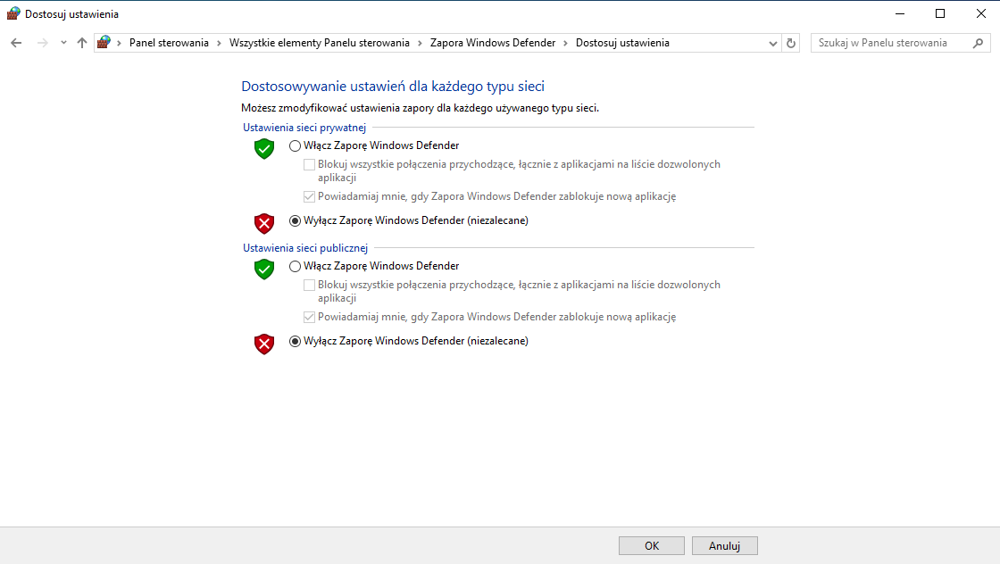 Dostosuj ustawienia
Panel sterowania > Wszystkie elementy Panelu sterowania > Zapora Windows Defender > Dostosuj ustawienia
Szukaj w Panelu sterowania
Dostosowywanie ustawień dla każdego typu sieci
Możesz zmodyfikować ustawienia zapory dla każdego używanego typu sieci.
Ustawienia sieci prywatnej
Włącz Zaporę Windows Defender
Blokuj wszystkie połączenia przychodzące, łącznie z aplikacjami na liście dozwolonych
aplikacji
Powiadamiaj mnie, gdy Zapora Windows Defender zablokuje nową aplikację
Wyłącz Zaporę Windows Defender (niezalecane)
Ustawienia sieci publicznej
Włącz Zaporę Windows Defender
Blokuj wszystkie połączenia przychodzące, łącznie z aplikacjami na liście dozwolonych
aplikacji
Powiadamiaj mnie, gdy Zapora Windows Defender zablokuje nową aplikację
Wyłącz Zaporę Windows Defender (niezalecane)
OK
Anuluj